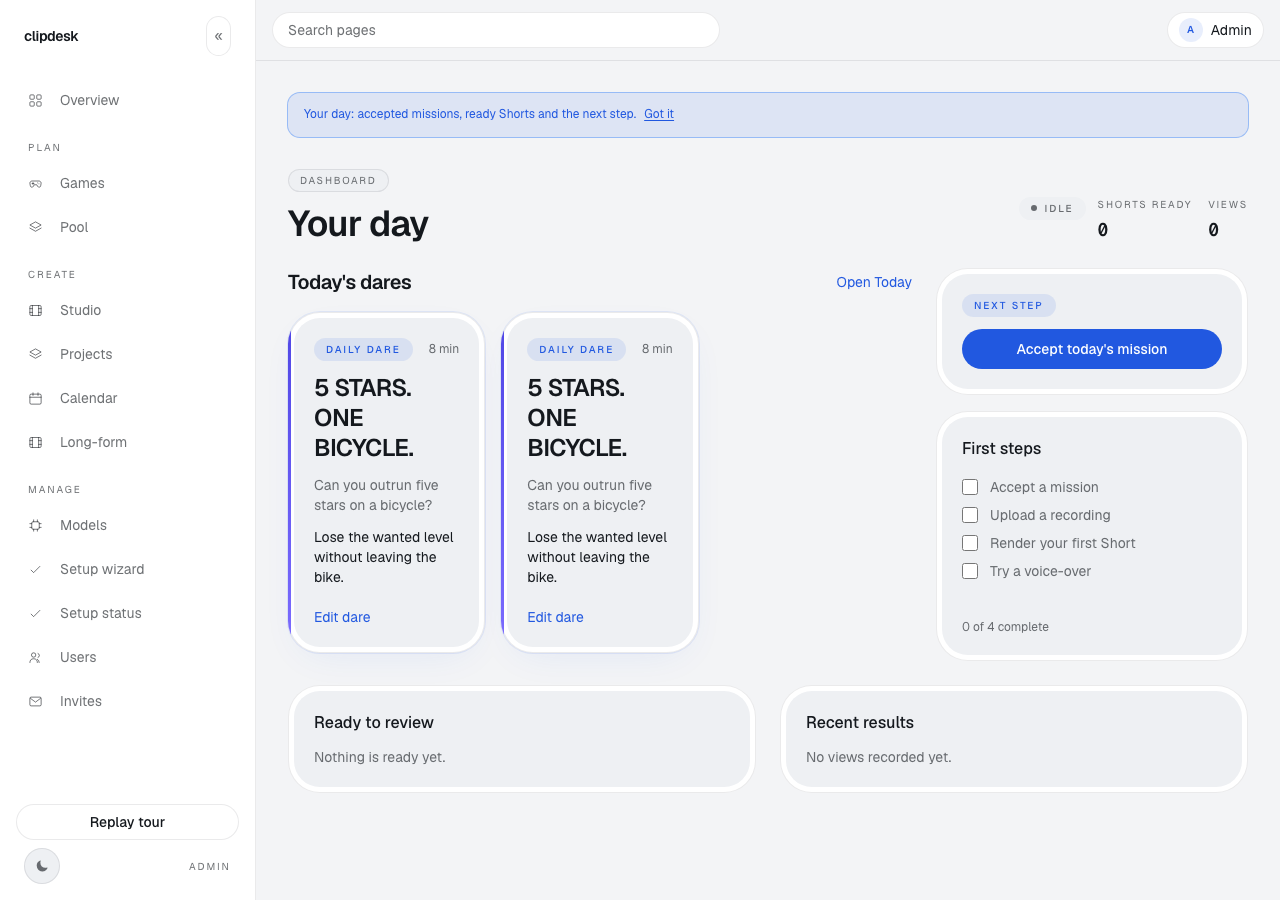 clipdesk
«
Search pages
A
Admin
Overview
PLAN
Games
Pool
CREATE
Studio
Projects
Calendar
Long-form
MANAGE
Models
Setup wizard
Setup status
Users
Invites
Replay tour
ADMIN
Your day: accepted missions, ready Shorts and the next step. Got it
DASHBOARD
Your day
IDLE
SHORTS READY
0
VIEWS
0
Today's dares
Open Today
DAILY DARE
8 min
5 STARS.
ONE
BICYCLE.
Can you outrun five
stars on a bicycle?
Lose the wanted level
without leaving the
bike.
Edit dare
DAILY DARE
8 min
5 STARS.
ONE
BICYCLE.
Can you outrun five
stars on a bicycle?
Lose the wanted level
without leaving the
bike.
Edit dare
NEXT STEP
Accept today's mission
First steps
Accept a mission
Upload a recording
Render your first Short
Try a voice-over
0 of 4 complete
Ready to review
Nothing is ready yet.
Recent results
No views recorded yet.